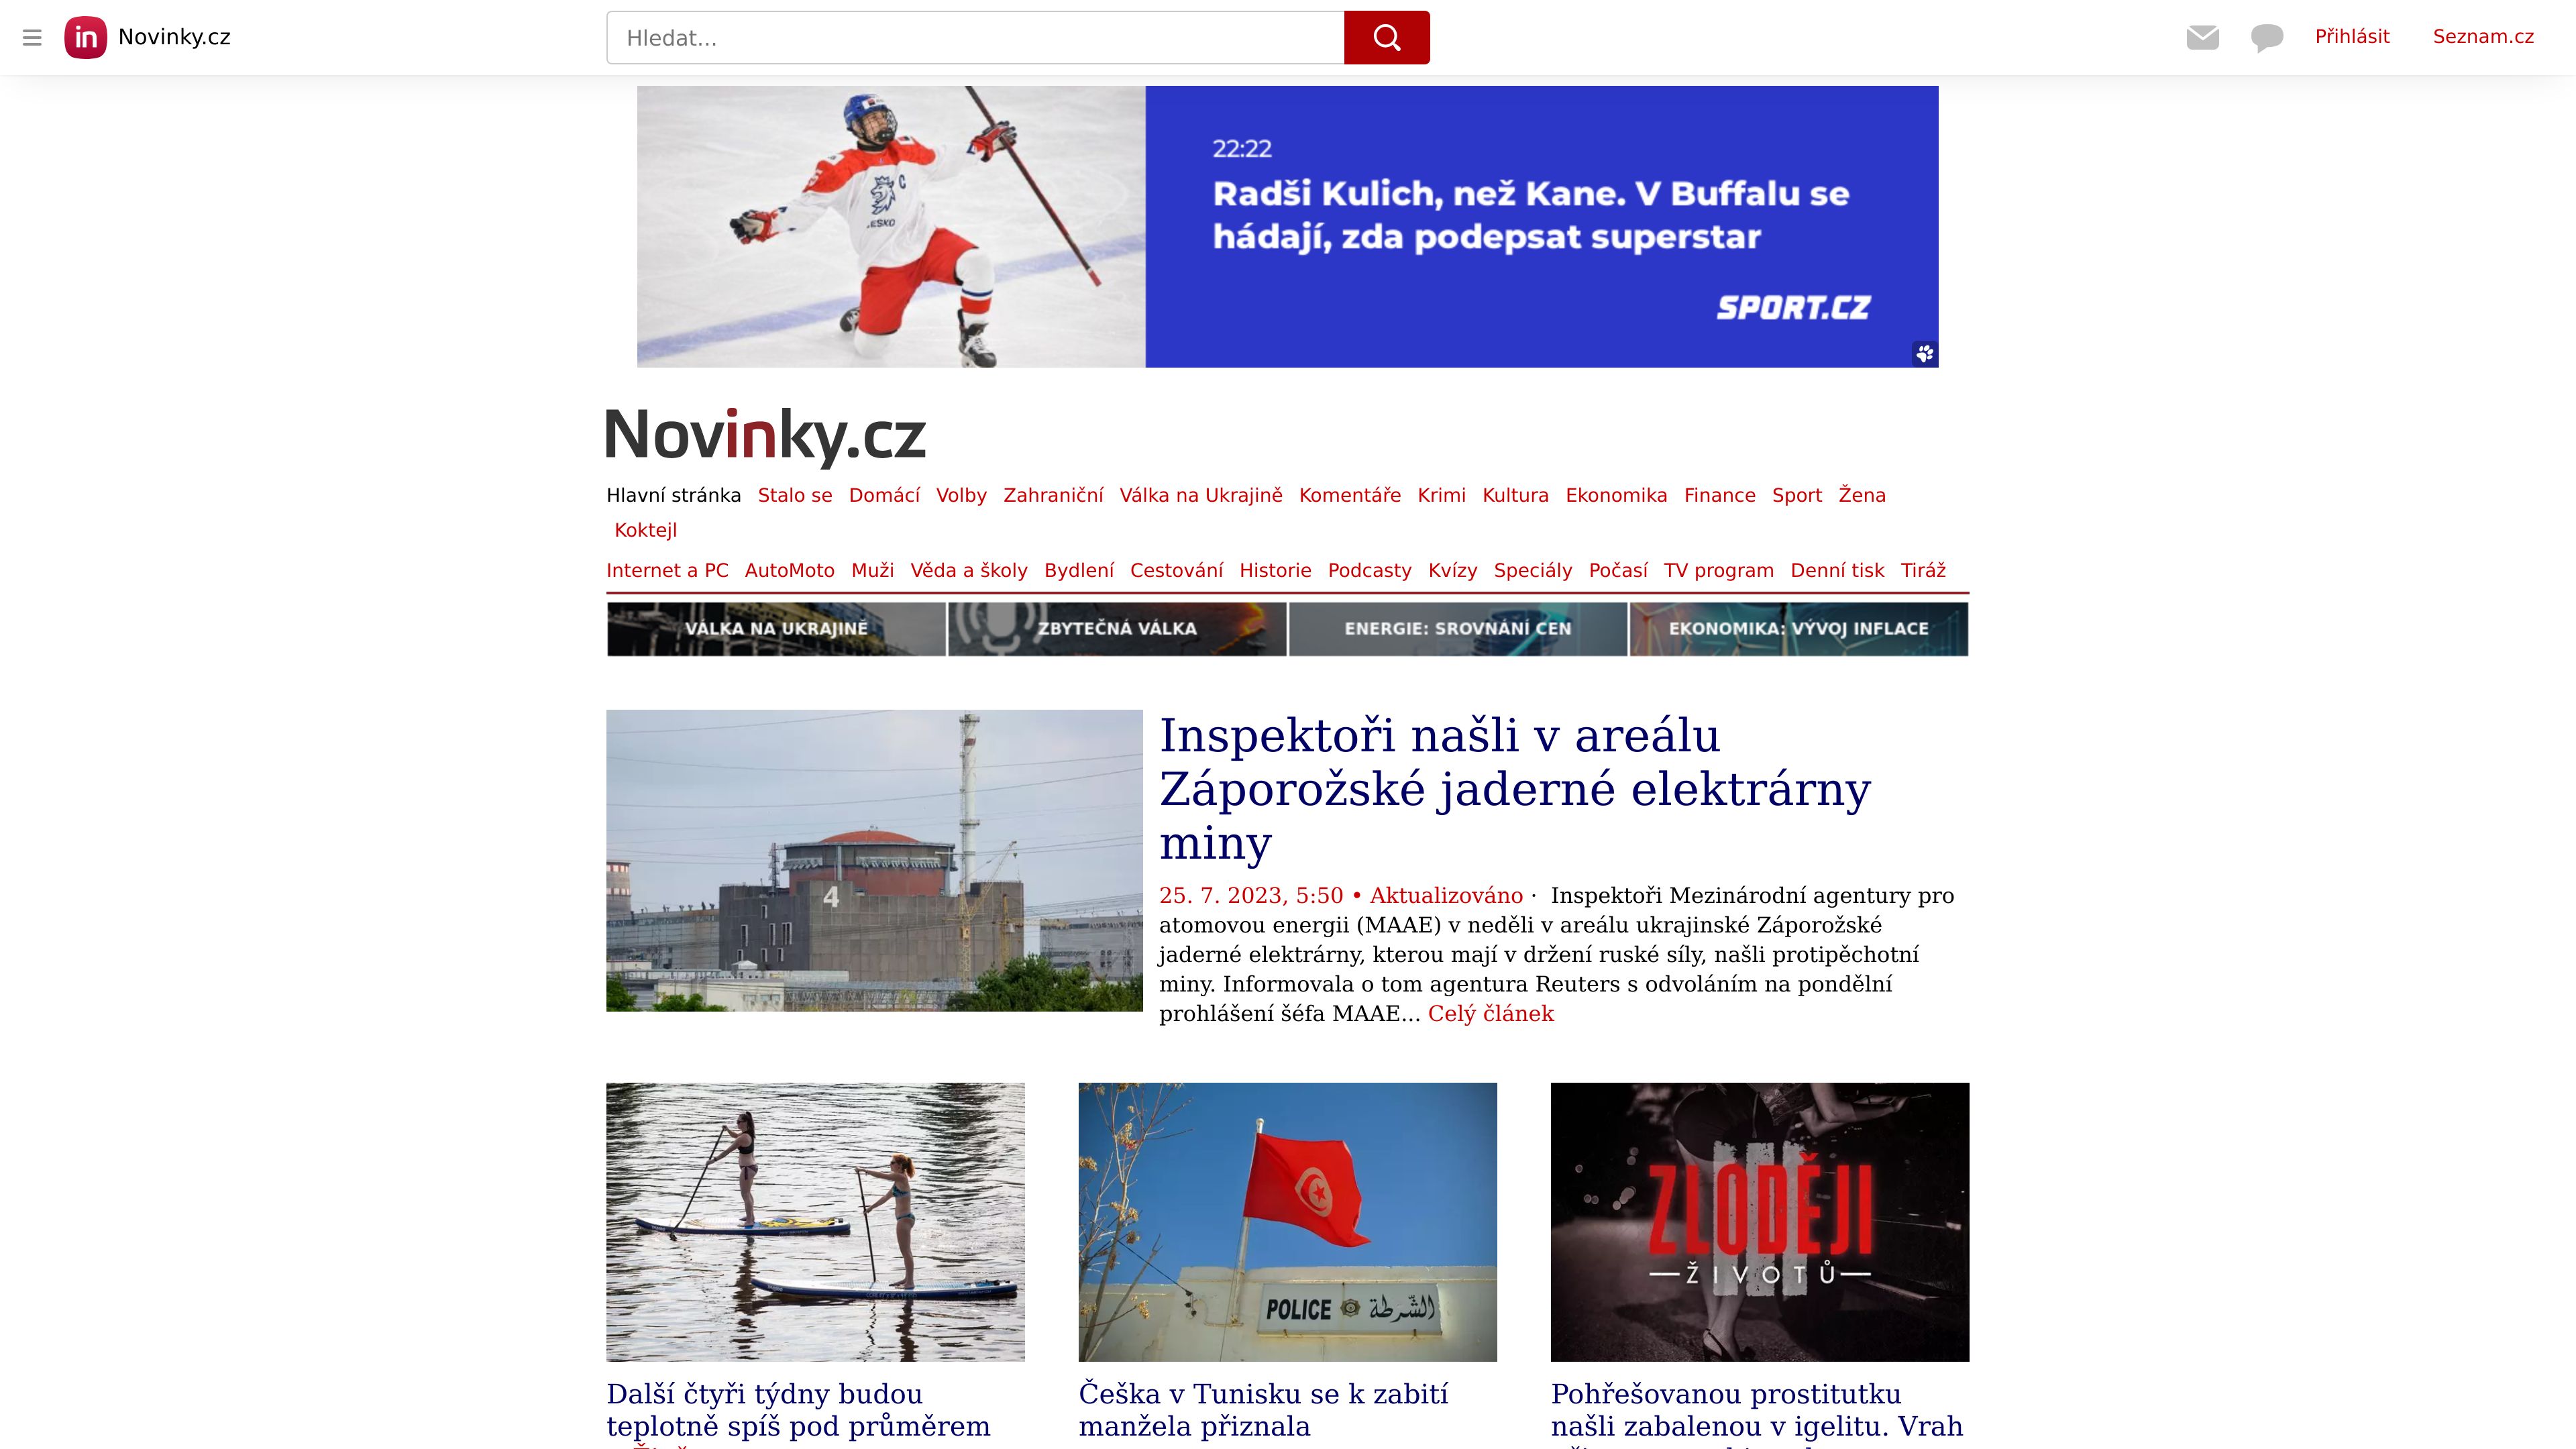 Novinky.cz
Hledat...
Přihlásit
Seznam.cz
22:22
Radši Kulich, než Kane. V Buffalu se
hádají, zda podepsat superstar
SPORT.CZ
Novinky.cz
Hlavní stránka Stalo se Domácí Volby Zahraniční Válka na Ukrajině Komentáře Krimi Kultura Ekonomika Finance Sport Žena
Koktejl
Internet a PC AutoMoto Muži Věda a školy Bydlení Cestování Historie Podcasty Kvízy Speciály Počasí TV program Denní tisk Tiráž
VÁLKA NA UKRAJINĚ
ZBYTEČNÁ VÁLKA
ENERGIE: SROVNÁNÍ CEN
EKONOMIKA: VÝVOJ INFLACE
4
Inspektoři našli v areálu
Záporožské jaderné elektrárny
miny
25. 7. 2023, 5:50 • Aktualizováno · Inspektoři Mezinárodní agentury pro
atomovou energii (MAAE) v neděli v areálu ukrajinské Záporožské
jaderné elektrárny, kterou mají v držení ruské síly, našli protipěchotní
miny. Informovala o tom agentura Reuters s odvoláním na pondělní
prohlášení šéfa MAAE... Celý článek
POLICE الشّرطة
ZLODĚJI
ŽIVOTŮ
Další čtyři týdny budou
teplotně spíš pod průměrem
Češka v Tunisku se k zabití
manžela přiznala
Pohřešovanou prostitutku
našli zabalenou v igelitu. Vrah